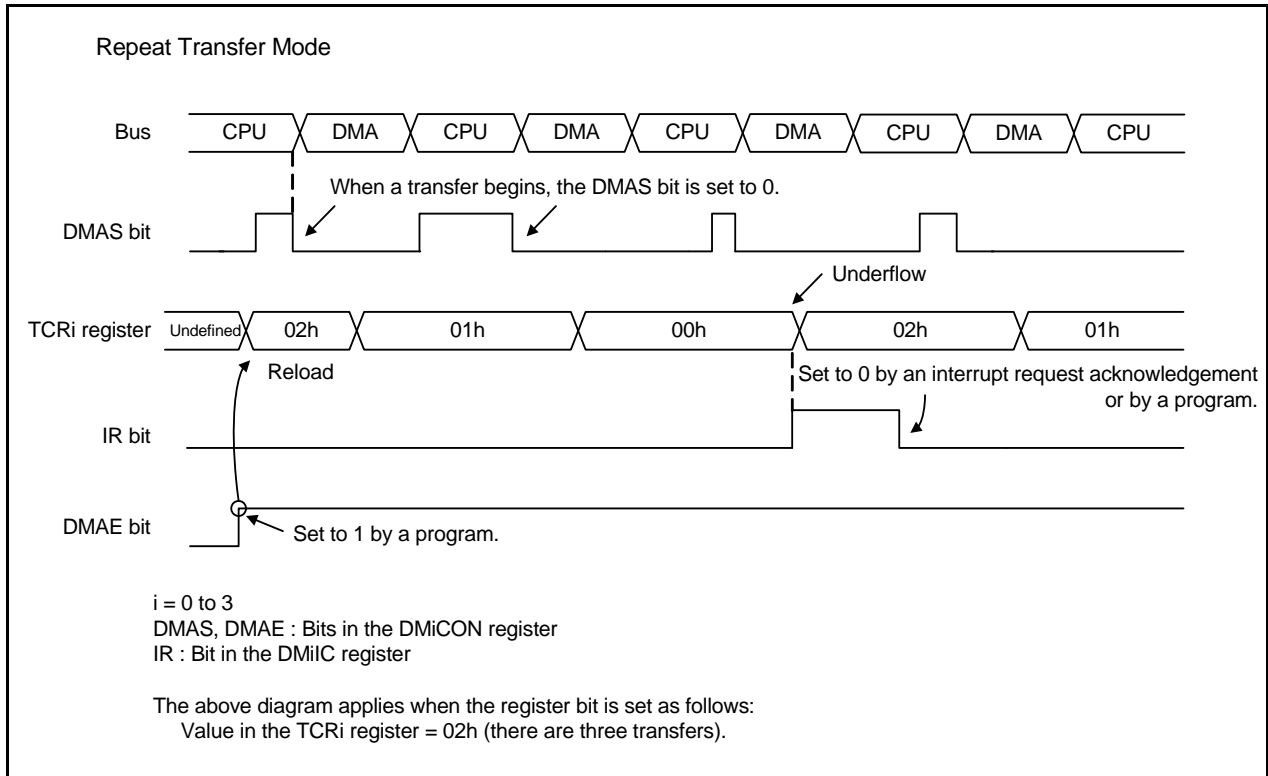 Repeat Transfer Mode
Bus CPU DMA CPU DMA CPU DMA CPU DMA CPU
When a transfer begins, the DMAS bit is set to 0.
DMAS bit
Underflow
TCRi register Undefined 02h 01h 00h 02h 01h
Reload
Set to 0 by an interrupt request acknowledgement
or by a program.
IR bit
DMAE bit
Set to 1 by a program.
i = 0 to 3
DMAS, DMAE : Bits in the DMiCON register
IR : Bit in the DMiIC register
The above diagram applies when the register bit is set as follows:
Value in the TCRi register = 02h (there are three transfers).